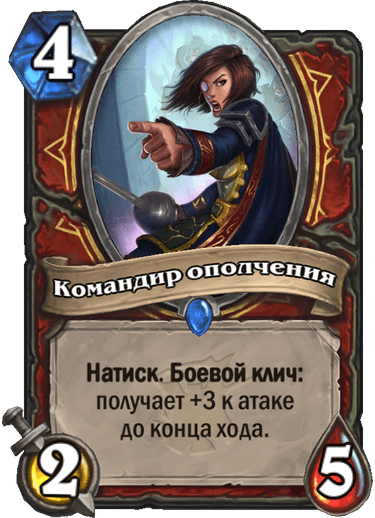 4
Командир ополчения
Натиск. Боевой клич:
получает +3 к атаке
до конца хода.
2
5